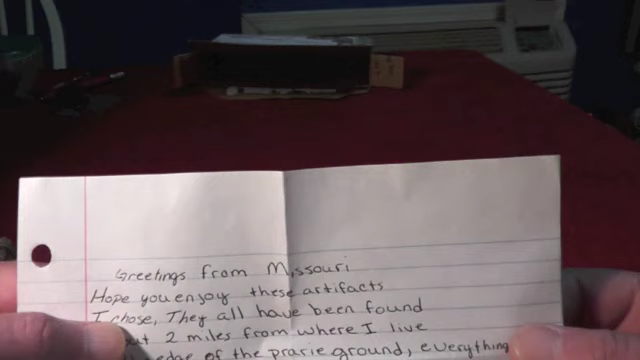 Greetings from Missouri
Hope you enjoy these artifacts
I chose, They all have been found
2 miles from where I live
edge of the prarie ground, everything